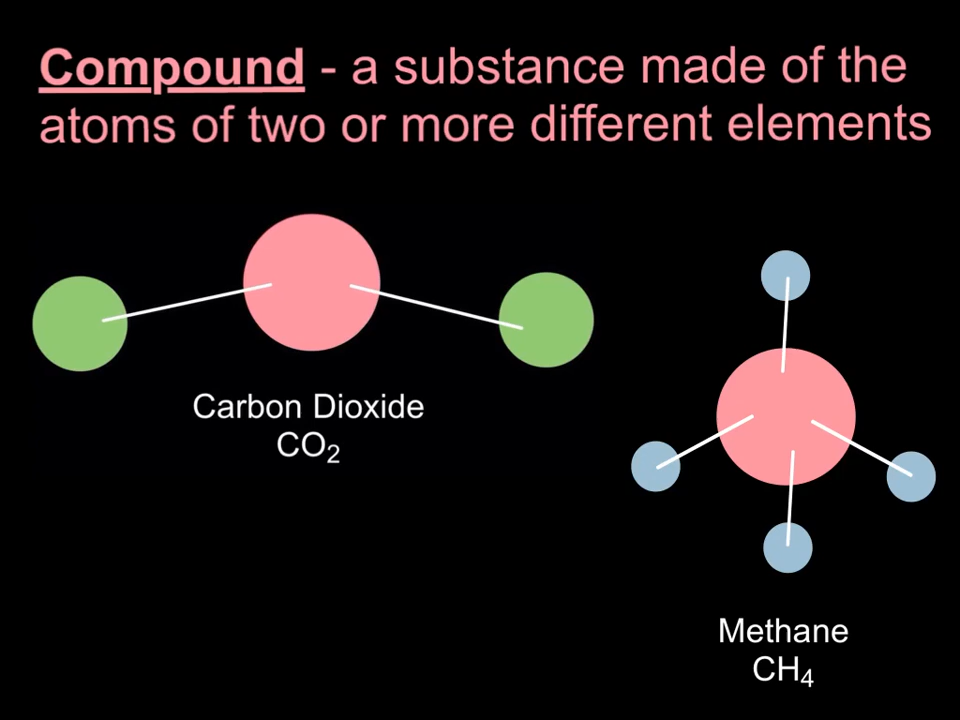 Compound - a substance made of the
atoms of two or more different elements
Carbon Dioxide
CO₂
Methane
CH₄